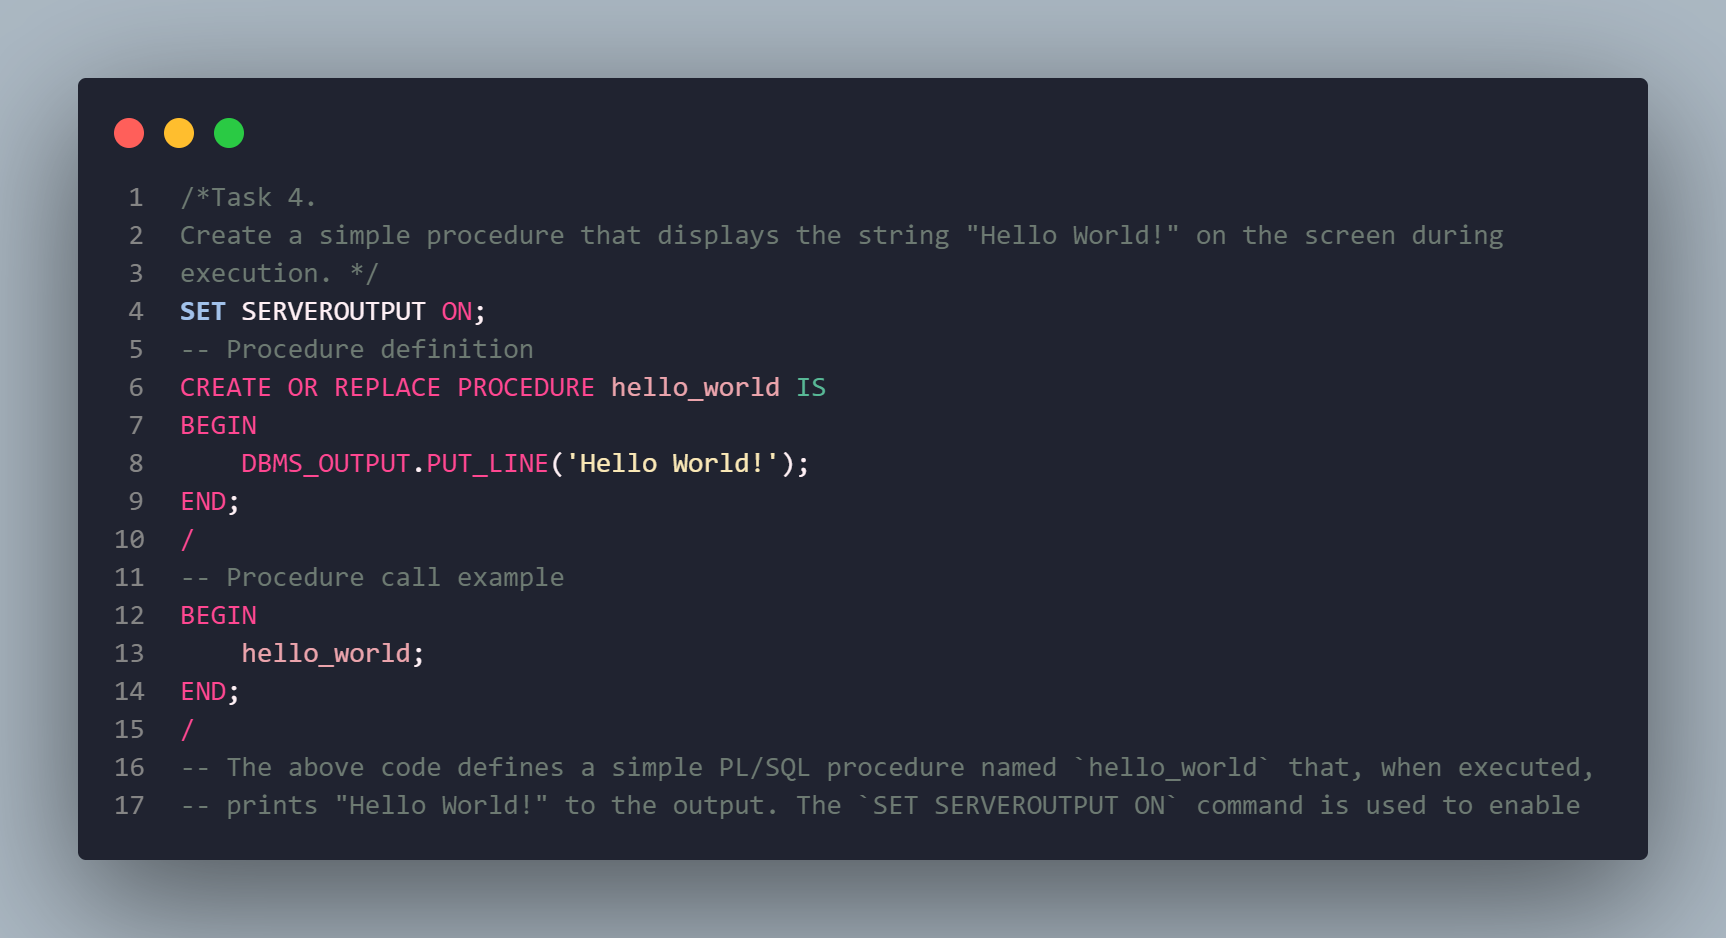 1 /*Task 4.
2 Create a simple procedure that displays the string "Hello World!" on the screen during
3 execution. */
4 SET SERVEROUTPUT ON;
5 -- Procedure definition
6 CREATE OR REPLACE PROCEDURE hello_world IS
7 BEGIN
8     DBMS_OUTPUT.PUT_LINE('Hello World!');
9 END;
10 /
11 -- Procedure call example
12 BEGIN
13     hello_world;
14 END;
15 /
16 -- The above code defines a simple PL/SQL procedure named `hello_world` that, when executed,
17 -- prints "Hello World!" to the output. The `SET SERVEROUTPUT ON` command is used to enable